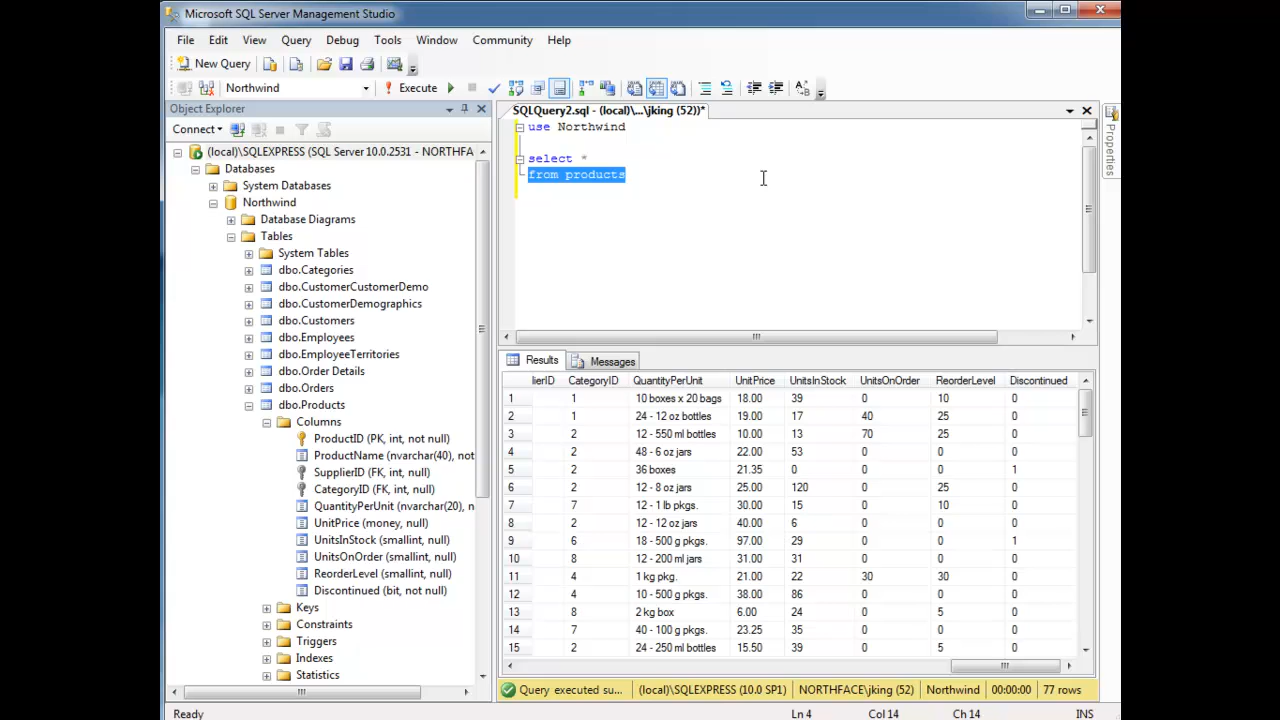 Microsoft SQL Server Management Studio
File Edit View Query Debug Tools Window Community Help
New Query
Northwind Execute
Object Explorer
Connect
(local)\SQLEXPRESS (SQL Server 10.0.2531 - NORTHFA
Databases
System Databases
Northwind
Database Diagrams
Tables
System Tables
dbo.Categories
dbo.CustomerCustomerDemo
dbo.CustomerDemographics
dbo.Customers
dbo.Employees
dbo.EmployeeTerritories
dbo.Order Details
dbo.Orders
dbo.Products
Columns
ProductID (PK, int, not null)
ProductName (nvarchar(40), not
SupplierID (FK, int, null)
CategoryID (FK, int, null)
QuantityPerUnit (nvarchar(20), n
UnitPrice (money, null)
UnitsInStock (smallint, null)
UnitsOnOrder (smallint, null)
ReorderLevel (smallint, null)
Discontinued (bit, not null)
Keys
Constraints
Triggers
Indexes
Statistics
SQLQuery2.sql - (local)\...\jking (52))*
use Northwind
select *
from products
Properties
Results Messages
lierID CategoryID QuantityPerUnit UnitPrice UnitsInStock UnitsOnOrder ReorderLevel Discontinued
1 1 10 boxes x 20 bags 18.00 39 0 10 0
2 1 24 - 12 oz bottles 19.00 17 40 25 0
3 2 12 - 550 ml bottles 10.00 13 70 25 0
4 2 48 - 6 oz jars 22.00 53 0 0 0
5 2 36 boxes 21.35 0 0 0 1
6 2 12 - 8 oz jars 25.00 120 0 25 0
7 7 12 - 1 lb pkgs. 30.00 15 0 10 0
8 2 12 - 12 oz jars 40.00 6 0 0 0
9 6 18 - 500 g pkgs. 97.00 29 0 0 1
10 8 12 - 200 ml jars 31.00 31 0 0 0
11 4 1 kg pkg. 21.00 22 30 30 0
12 4 10 - 500 g pkgs. 38.00 86 0 0 0
13 8 2 kg box 6.00 24 0 5 0
14 7 40 - 100 g pkgs. 23.25 35 0 0 0
15 2 24 - 250 ml bottles 15.50 39 0 5 0
Query executed su... (local)\SQLEXPRESS (10.0 SP1) NORTHFACE\jking (52) Northwind 00:00:00 77 rows
Ready Ln 4 Col 14 Ch 14 INS